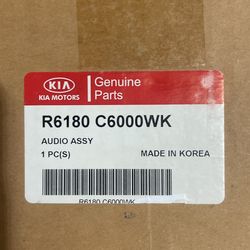 KIA
KIA MOTORS
Genuine
Parts
R6180 C6000WK
AUDIO ASSY
1 PC(S) MADE IN KOREA
R6180 C6000WK